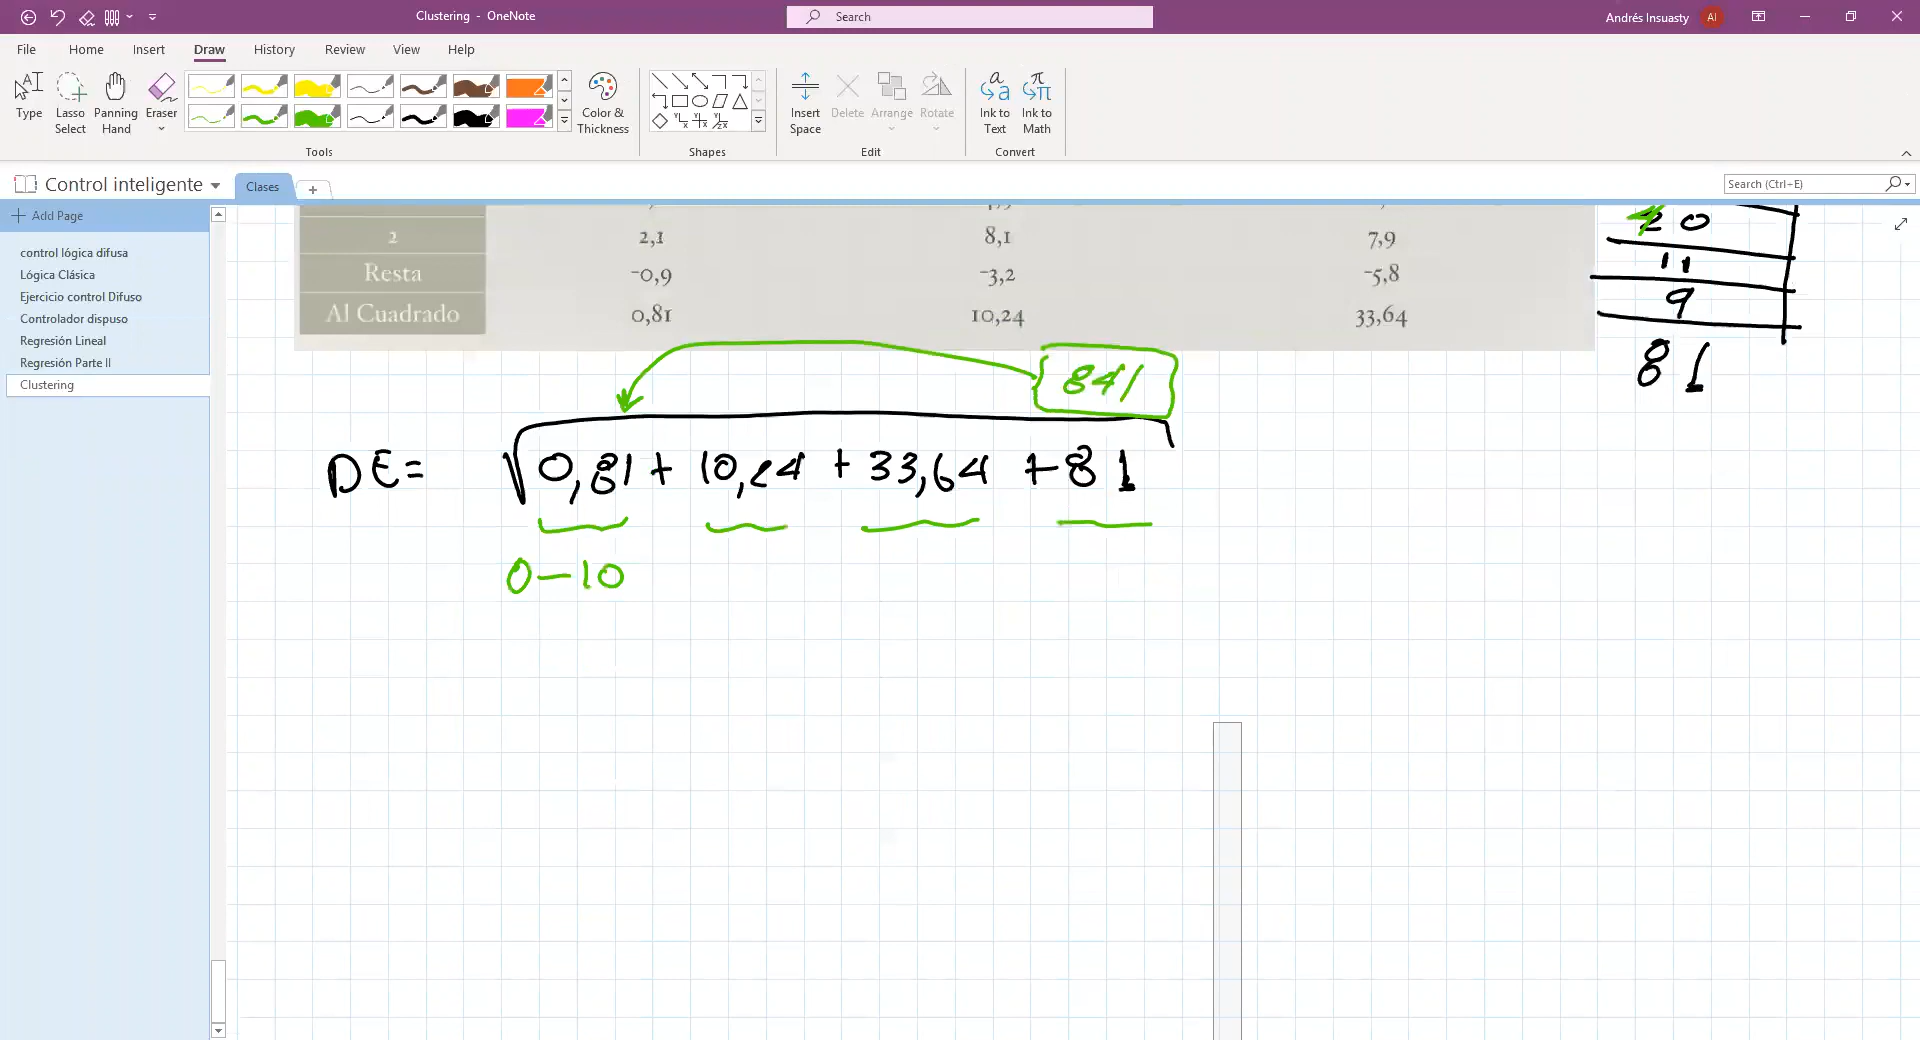 Clustering - OneNote
Search
Andrés Insuasty
AI
File Home Insert Draw History Review View Help
Type
Lasso Select
Panning Hand
Eraser
Color & Thickness
Insert Space
Delete
Arrange
Rotate
Ink to Text
Ink to Math
Tools
Shapes
Edit
Convert
Control inteligente
Clases
Search (Ctrl+E)
Add Page
control lógica difusa
Lógica Clásica
Ejercicio control Difuso
Controlador dispuso
Regresión Lineal
Regresión Parte II
Clustering
2 2,1 8,1 7,9
Resta -0,9 -3,2 -5,8
Al Cuadrado 0,81 10,24 33,64
20
11
9
81
841
DE= √0,81 + 10,24 + 33,64 + 81
0-10